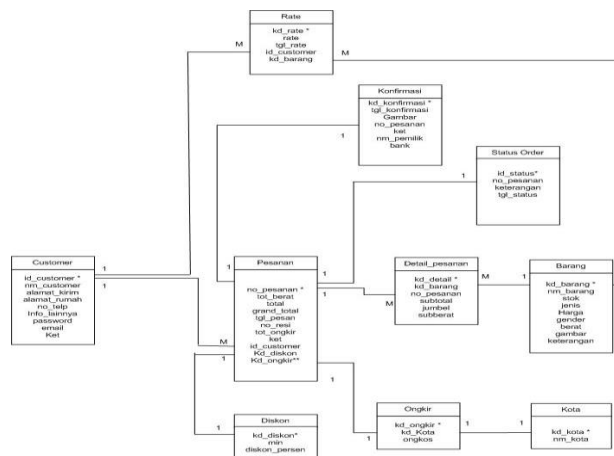 Rate
kd_rate *
rate
tgl_rate
id_customer
kd_barang
M
M
Konfirmasi
kd_konfirmasi *
tgl_konfirmasi
Gambar
no_pesanan
ket
nm_pemilik
bank
1
Status Order
id_status*
no_pesanan
keterangan
tgl_status
1
Customer
id_customer *
nm_customer
alamat_kirim
alamat_rumah
no_telp
Info_lainnya
password
email
Ket
1
1
Pesanan
no_pesanan *
tot_berat
total
grand_total
tgl_pesan
no_resi
tot_ongkir
ket
id_customer
Kd_diskon
Kd_ongkir**
1
1
1
M
1
1
Detail_pesanan
kd_detail *
kd_barang
no_pesanan
subtotal
jumbel
subberat
M
M
Barang
kd_barang *
nm_barang
stok
jenis
Harga
gender
berat
gambar
keterangan
1
Diskon
kd_diskon*
min
diskon_persen
1
Ongkir
kd_ongkir *
kd_Kota
ongkos
1
1
Kota
kd_kota *
nm_kota
1